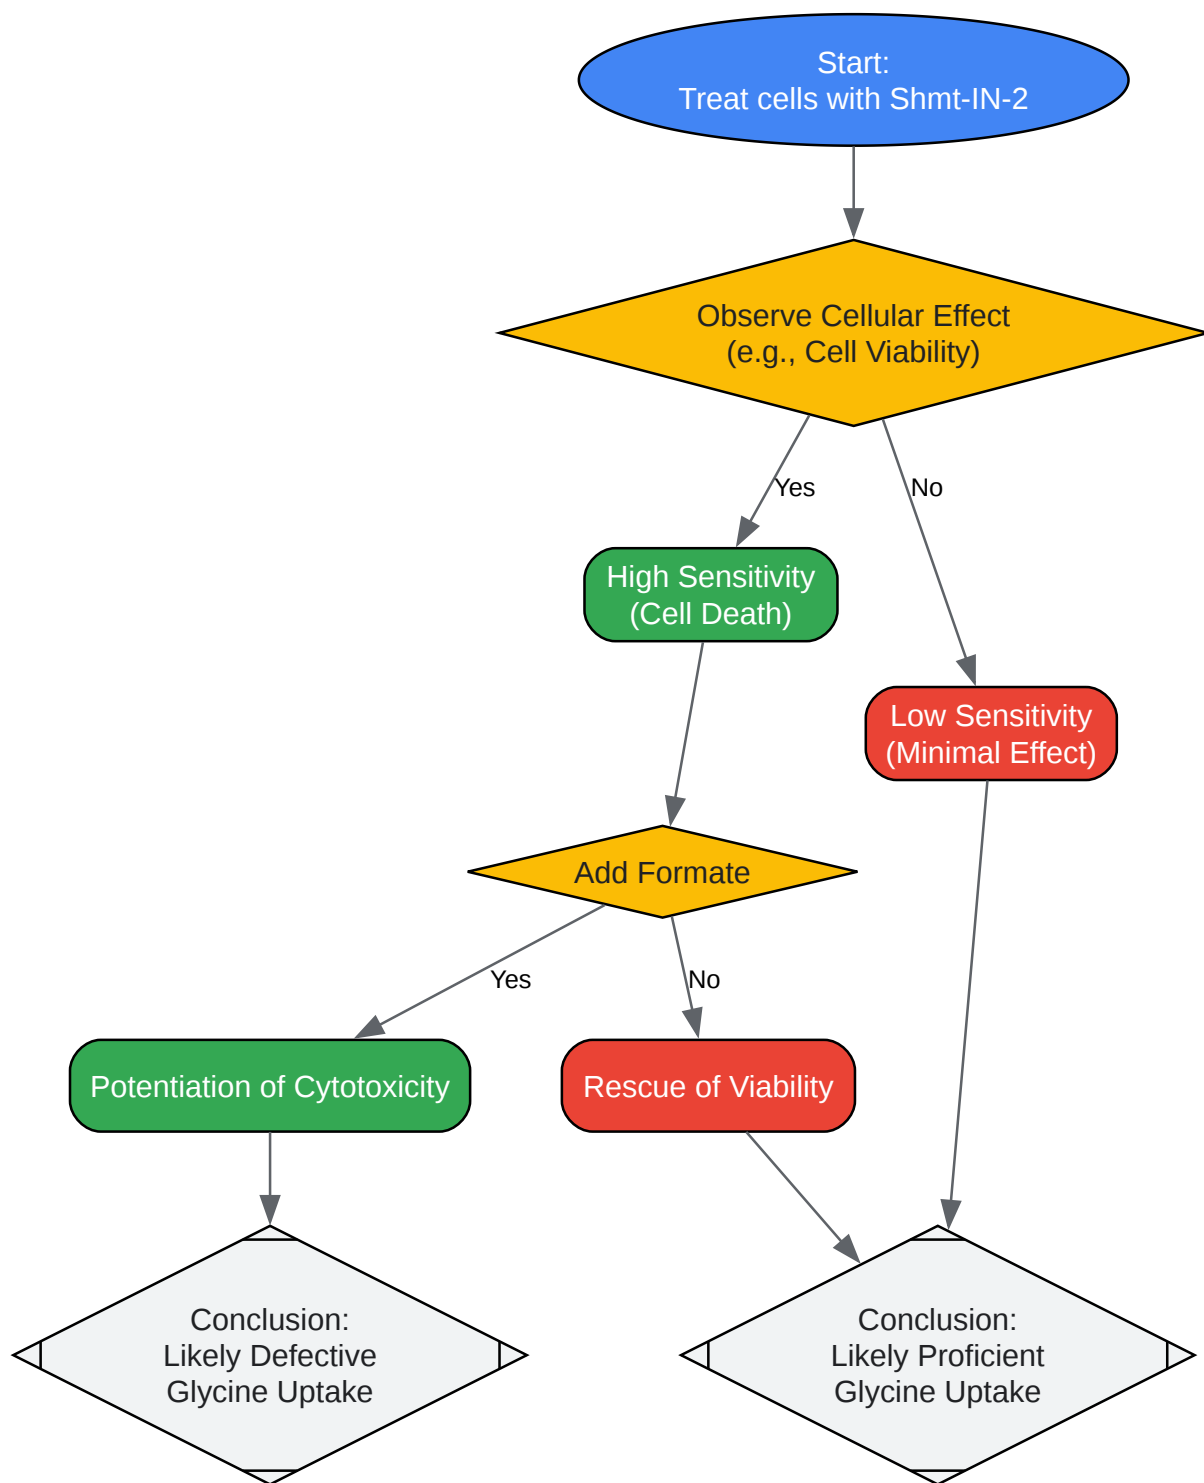 Start:
Treat cells with Shmt-IN-2
Observe Cellular Effect
(e.g., Cell Viability)
Yes
No
High Sensitivity
(Cell Death)
Low Sensitivity
(Minimal Effect)
Add Formate
Yes
No
Potentiation of Cytotoxicity
Rescue of Viability
Conclusion:
Likely Defective
Glycine Uptake
Conclusion:
Likely Proficient
Glycine Uptake